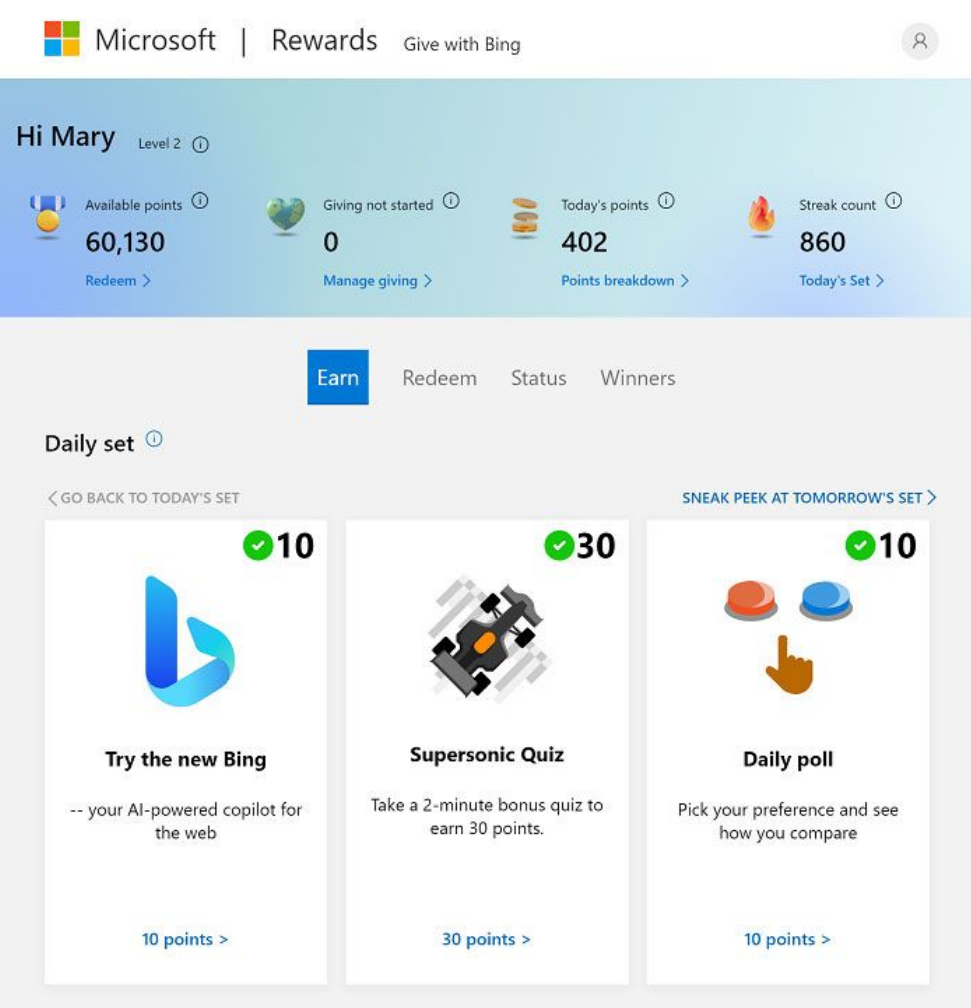 Microsoft | Rewards Give with Bing
Hi Mary Level 2
Available points
60,130
Redeem >
Giving not started
0
Manage giving >
Today's points
402
Points breakdown >
Streak count
860
Today's Set >
Earn Redeem Status Winners
Daily set
< GO BACK TO TODAY'S SET
SNEAK PEEK AT TOMORROW'S SET >
10
Try the new Bing
-- your AI-powered copilot for
the web
10 points >
30
Supersonic Quiz
Take a 2-minute bonus quiz to
earn 30 points.
30 points >
10
Daily poll
Pick your preference and see
how you compare
10 points >